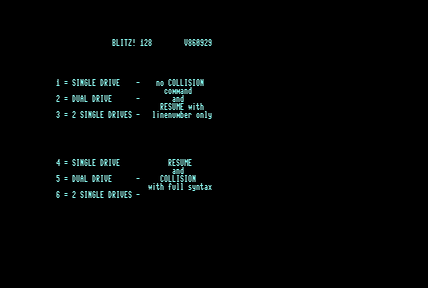 BLITZ! 128 V860929
1 = SINGLE DRIVE - no COLLISION
command
2 = DUAL DRIVE - and
RESUME with
3 = 2 SINGLE DRIVES - linenumber only
4 = SINGLE DRIVE RESUME
and
5 = DUAL DRIVE - COLLISION
with full syntax
6 = 2 SINGLE DRIVES -